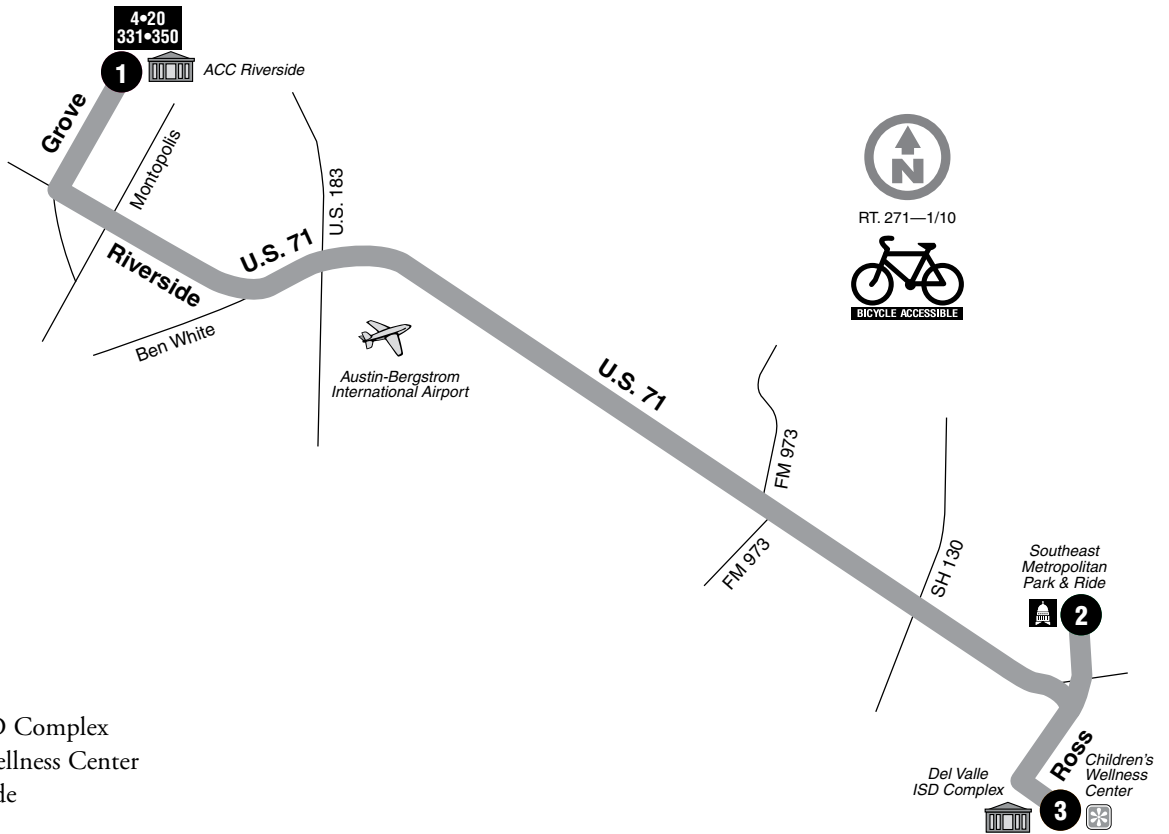 4•20
331•350
1
ACC Riverside
Grove
Montopolis
U.S. 183
N
RT. 271—1/10
BICYCLE ACCESSIBLE
U.S. 71
Riverside
Ben White
Austin-Bergstrom
International Airport
U.S. 71
FM 973
FM 973
SH 130
Southeast
Metropolitan
Park & Ride
2
Complex
Center
Ross
Children's
Wellness
Center
Del Valle
ISD Complex
3